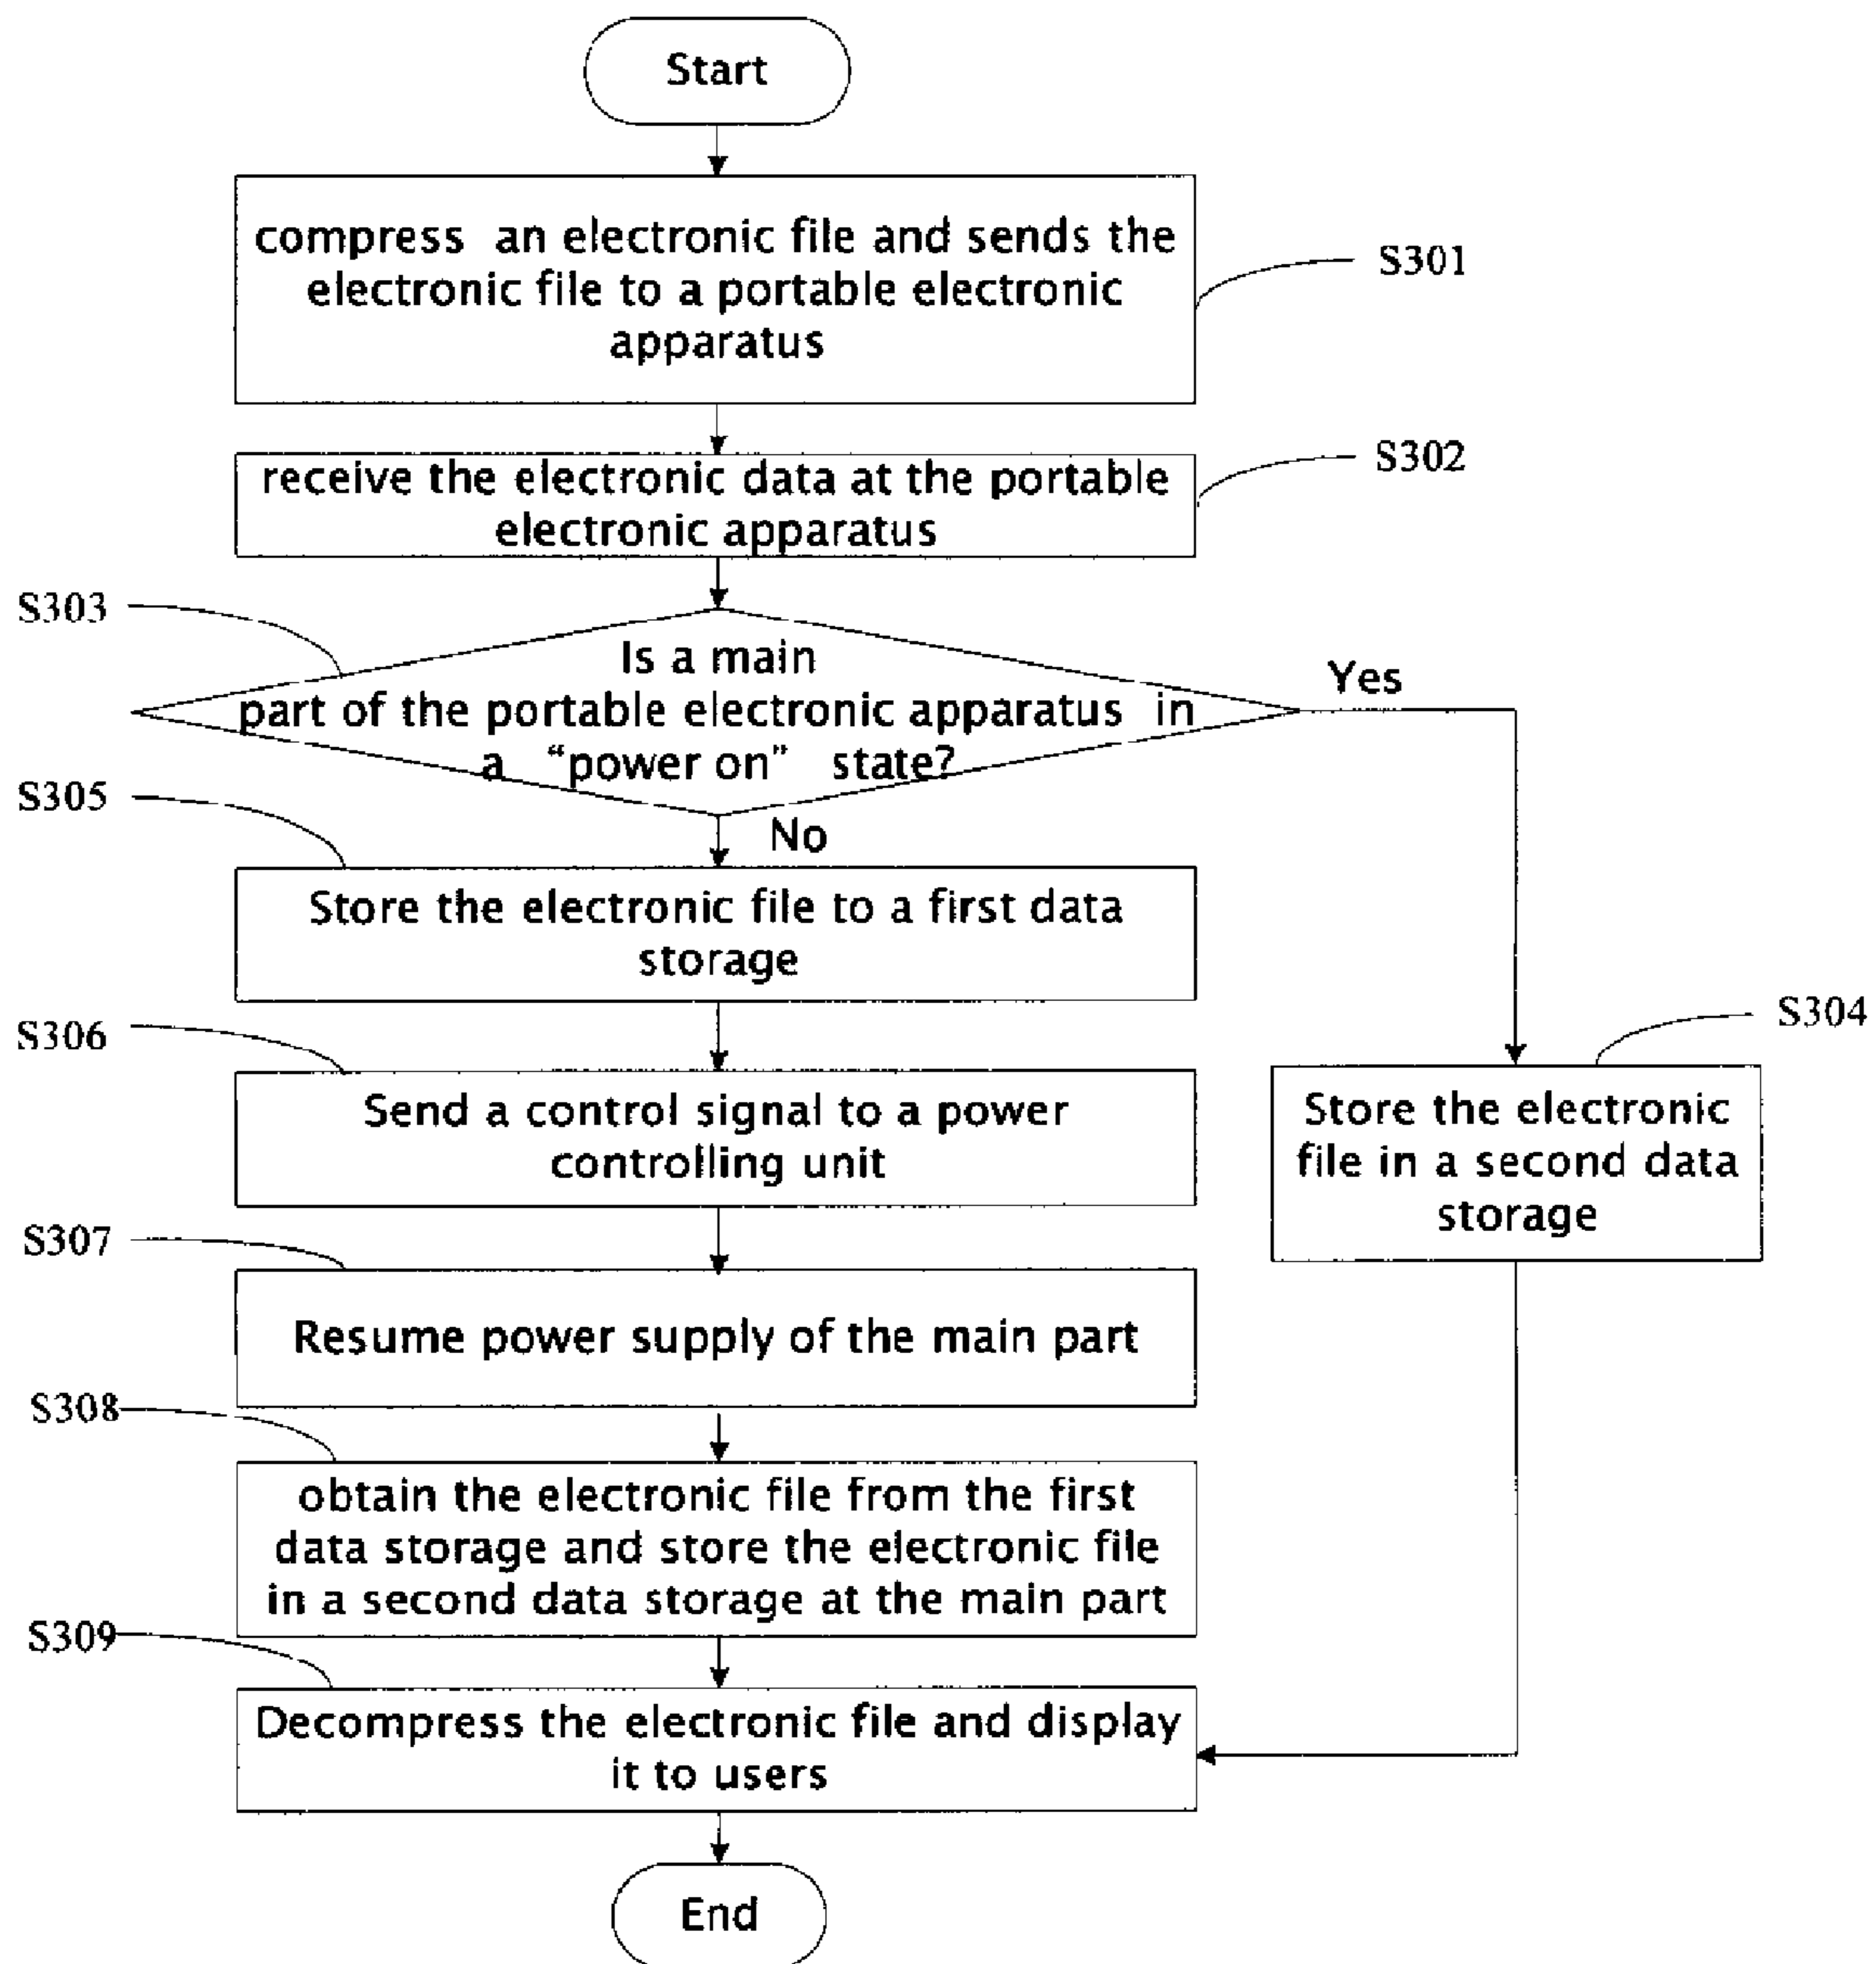 Start
compress an electronic file and sends the
electronic file to a portable electronic
apparatus
S301
receive the electronic data at the portable
electronic apparatus
S302
S303
Is a main
part of the portable electronic apparatus in
a “power on” state?
Yes
No
S305
Store the electronic file to a first data
storage
S306
Send a control signal to a power
controlling unit
S304
Store the electronic
file in a second data
storage
S307
Resume power supply of the main part
S308
obtain the electronic file from the first
data storage and store the electronic file
in a second data storage at the main part
S309
Decompress the electronic file and display
it to users
End